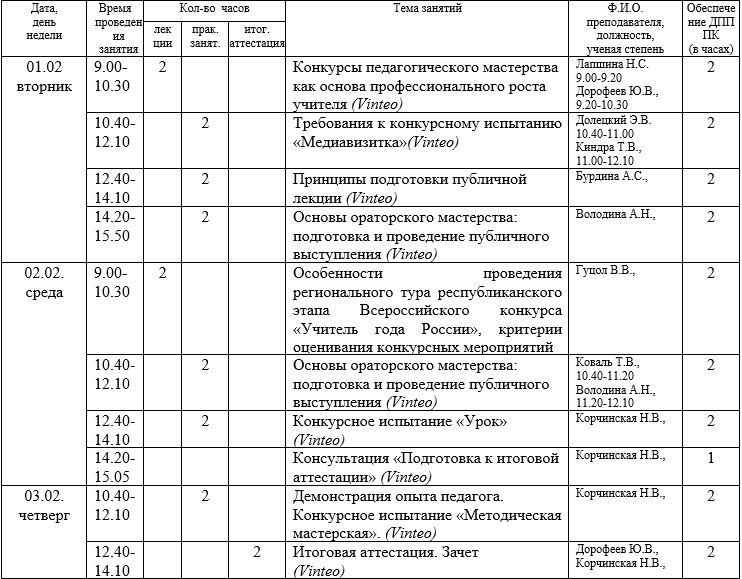 Дата,
день
недели
Время
проведен
ия
занятия
Кол-во часов
лек
ции
прак.
занят.
итог.
аттестация
Тема занятий
Ф.И.О.
преподавателя,
должность,
ученая степень
Обеспече
ние ДПП
ПК
(в часах)
01.02
вторник
9.00-
10.30
2
Конкурсы педагогического мастерства
как основа профессионального роста
учителя (Vinteo)
Лапшина Н.С.
9.00-9.20
Дорофеев Ю.В.,
9.20-10.30
2
10.40-
12.10
2
Требования к конкурсному испытанию
«Медиавизитка»(Vinteo)
Долецкий Э.В.
10.40-11.00
Киндра Т.В.,
11.00-12.10
2
12.40-
14.10
2
Принципы подготовки публичной
лекции (Vinteo)
Бурдина А.С.,
2
14.20-
15.50
2
Основы ораторского мастерства:
подготовка и проведение публичного
выступления (Vinteo)
Володина А.Н.,
2
02.02.
среда
9.00-
10.30
2
Особенности проведения
регионального тура республиканского
этапа Всероссийского конкурса
«Учитель года России», критерии
оценивания конкурсных мероприятий
Гуцол В.В.,
2
10.40-
12.10
2
Основы ораторского мастерства:
подготовка и проведение публичного
выступления (Vinteo)
Коваль Т.В.,
10.40-11.20
Володина А.Н.,
11.20-12.10
2
12.40-
14.10
2
Конкурсное испытание «Урок»
(Vinteo)
Корчинская Н.В.,
2
14.20-
15.05
Консультация «Подготовка к итоговой
аттестации» (Vinteo)
Корчинская Н.В.,
1
03.02.
четверг
10.40-
12.10
2
Демонстрация опыта педагога.
Конкурсное испытание «Методическая
мастерская». (Vinteo)
Корчинская Н.В.,
2
12.40-
14.10
2
Итоговая аттестация. Зачет
(Vinteo)
Дорофеев Ю.В.,
Корчинская Н.В.,
2